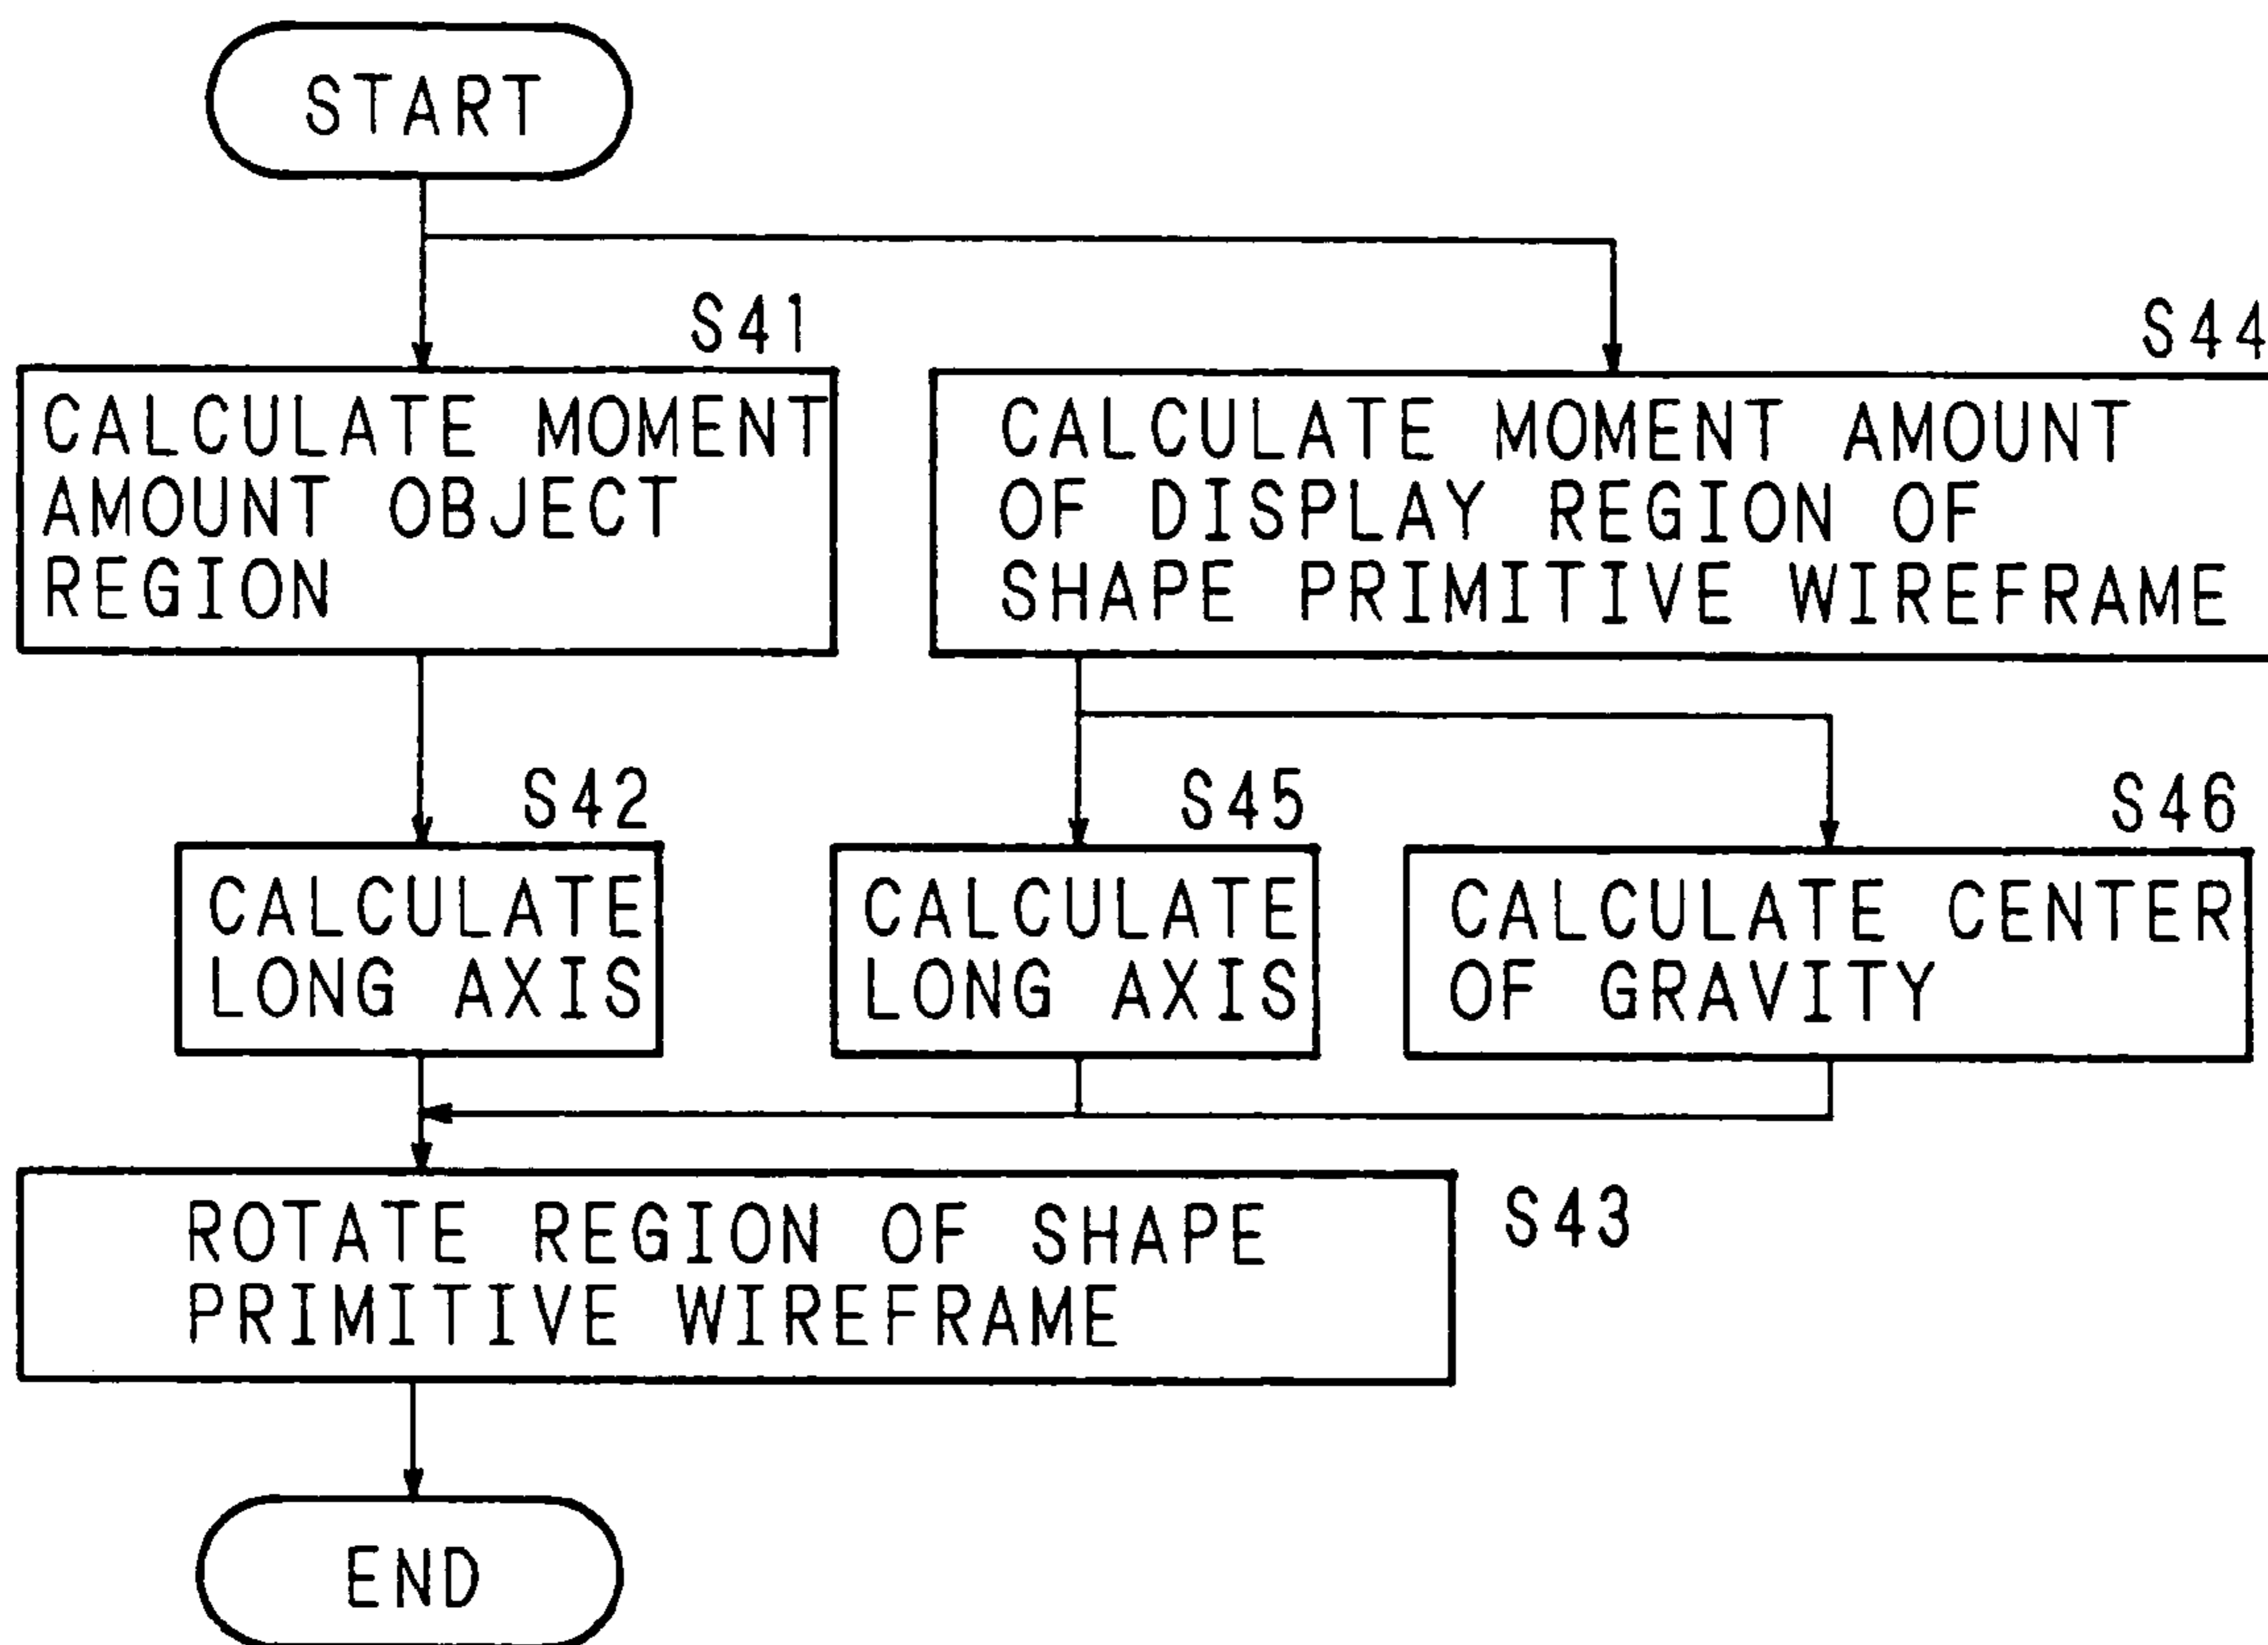 START
S41
CALCULATE MOMENT
AMOUNT OBJECT
REGION
S44
CALCULATE MOMENT AMOUNT
OF DISPLAY REGION OF
SHAPE PRIMITIVE WIREFRAME
S42
CALCULATE
LONG AXIS
S45
CALCULATE
LONG AXIS
S46
CALCULATE CENTER
OF GRAVITY
ROTATE REGION OF SHAPE
PRIMITIVE WIREFRAME
S43
END